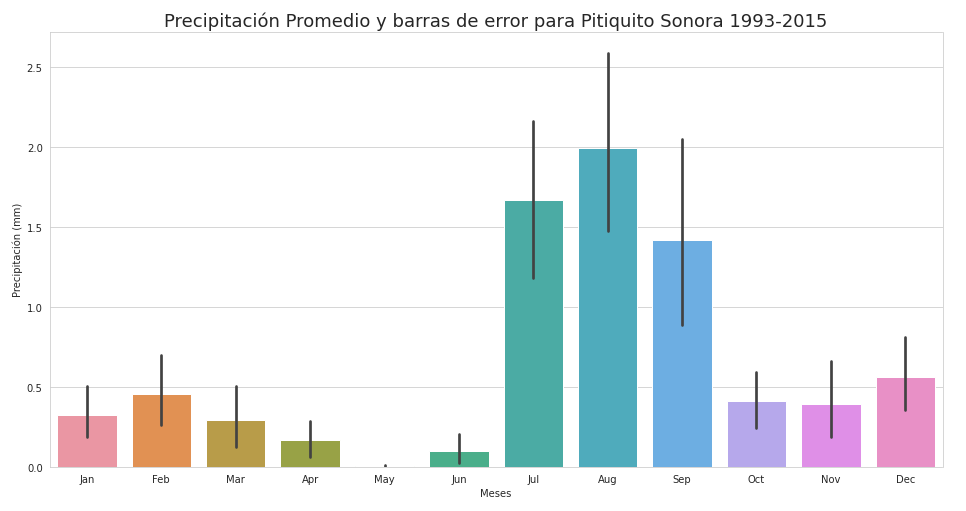 Precipitación Promedio y barras de error para Pitiquito Sonora 1993-2015
Precipitación (mm)
2.5
2.0
1.5
1.0
0.5
0.0
Jan Feb Mar Apr May Jun Jul Aug Sep Oct Nov Dec
Meses